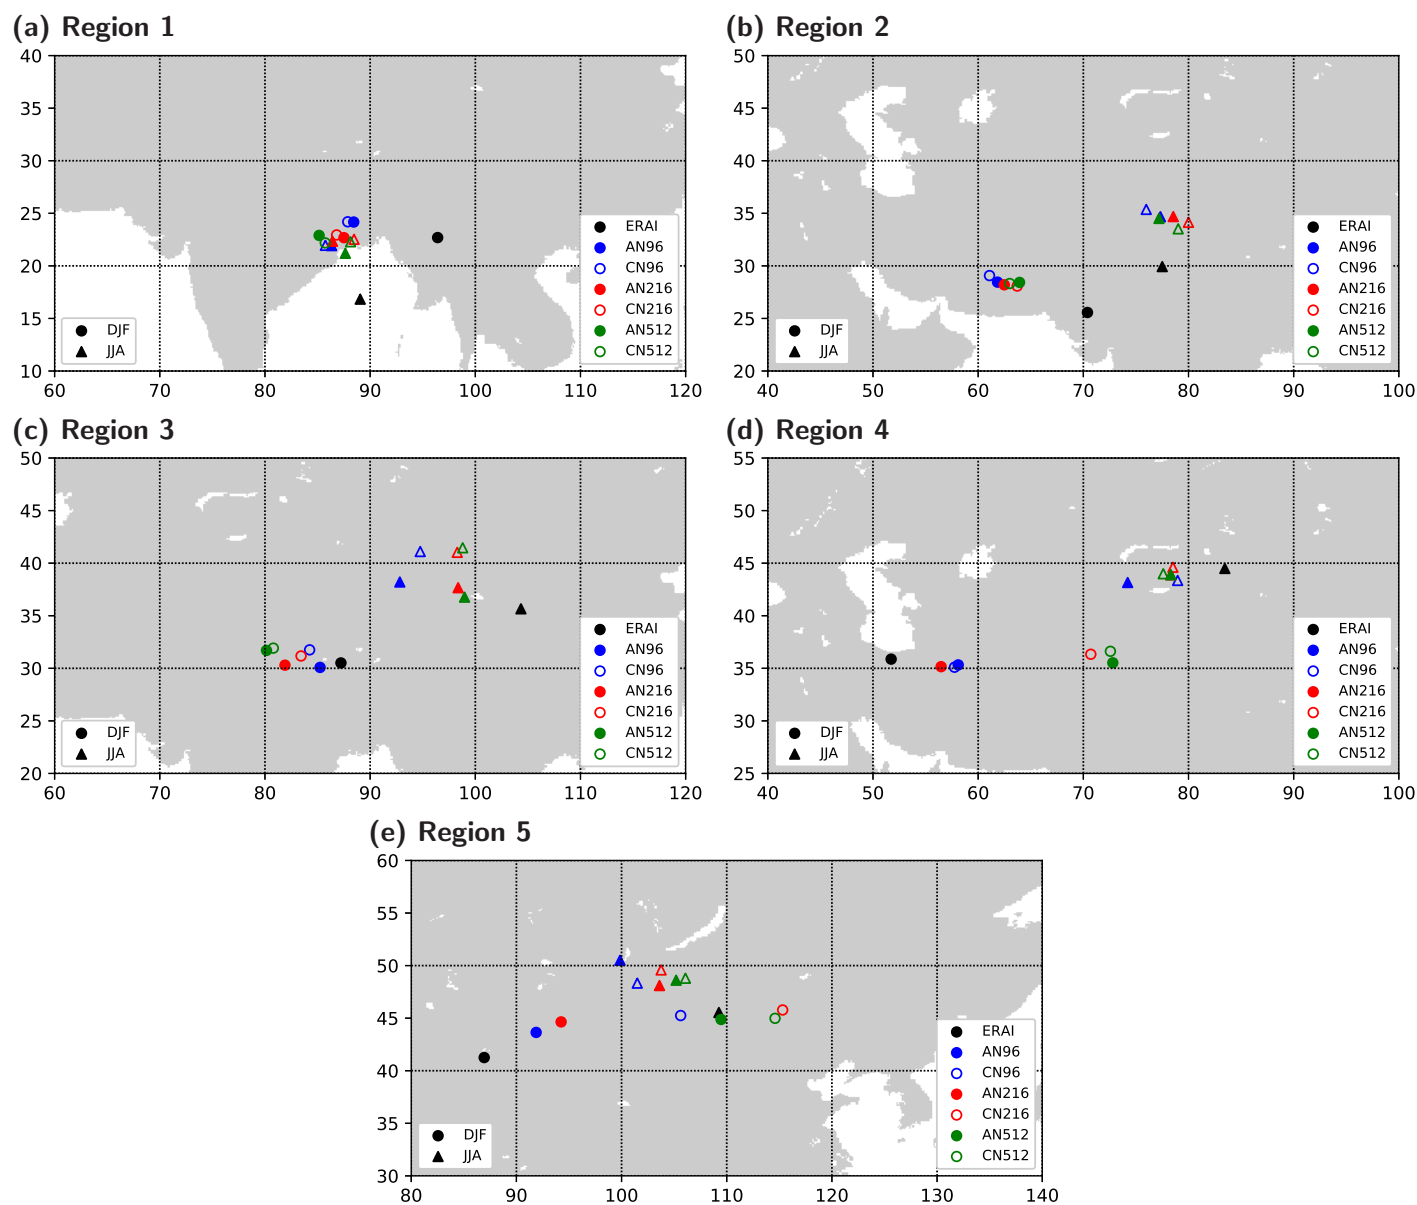 (a) Region 1
40
35
30
25
20
15
10
60 70 80 90 100 110 120
DJF
JJA
ERAI
AN96
CN96
AN216
CN216
AN512
CN512
(b) Region 2
50
45
40
35
30
25
20
40 50 60 70 80 90 100
DJF
JJA
ERAI
AN96
CN96
AN216
CN216
AN512
CN512
(c) Region 3
50
45
40
35
30
25
20
60 70 80 90 100 110 120
DJF
JJA
ERAI
AN96
CN96
AN216
CN216
AN512
CN512
(d) Region 4
55
50
45
40
35
30
25
40 50 60 70 80 90 100
DJF
JJA
ERAI
AN96
CN96
AN216
CN216
AN512
CN512
(e) Region 5
60
55
50
45
40
35
30
80 90 100 110 120 130 140
DJF
JJA
ERAI
AN96
CN96
AN216
CN216
AN512
CN512